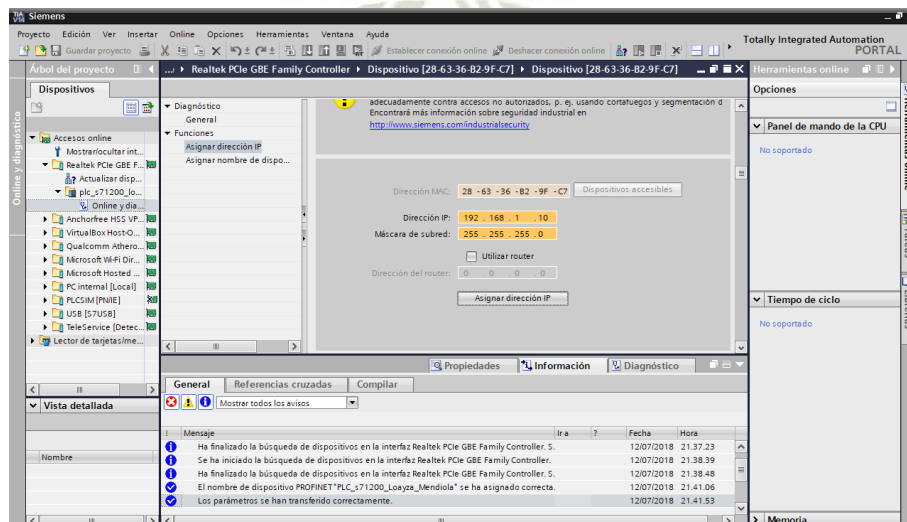 Siemens
Proyecto Edición Ver Insertar Online Opciones Herramientas Ventana Ayuda
Guardar proyecto Establecer conexión online Deshacer conexión online
Totally Integrated Automation
PORTAL
Árbol del proyecto
... Realtek PCIe GBE Family Controller Dispositivo [28-63-36-B2-9F-C7] Dispositivo [28-63-36-B2-9F-C7]
Herramientas online
Dispositivos
Opciones
Online y diagnóstico
Accesos online
Mostrar/ocultar int...
Realtek PCIe GBE F...
Actualizar disp...
plc_s71200_lo...
Online y dia...
Anchorfree HSS VP...
VirtualBox Host-O...
Qualcomm Athero...
Microsoft Wi-Fi Dir...
Microsoft Hosted ...
PC internal [Local]
PLCSIM [PN/IE]
USB [S7USB]
TeleService [Detec...
Lector de tarjetas/me...
Diagnóstico
General
Funciones
Asignar dirección IP
Asignar nombre de dispo...
adecuadamente contra accesos no autorizados, p. ej. usando cortafuegos y segmentación d
Encontrará más información sobre seguridad industrial en
http://www.siemens.com/industrialsecurity
Dirección MAC: 28 -63 -36 -B2 -9F -C7 Dispositivos accesibles
Dirección IP: 192 . 168 . 1 . 10
Máscara de subred: 255 . 255 . 255 . 0
Utilizar router
Dirección del router: 0 . 0 . 0 . 0
Asignar dirección IP
Panel de mando de la CPU
No soportado
Tiempo de ciclo
No soportado
Memoria
Vista detallada
Nombre
Propiedades Información Diagnóstico
General Referencias cruzadas Compilar
Mostrar todos los avisos
! Mensaje Ir a ? Fecha Hora
Ha finalizado la búsqueda de dispositivos en la interfaz Realtek PCIe GBE Family Controller. S. 12/07/2018 21.37.23
Se ha iniciado la búsqueda de dispositivos en la interfaz Realtek PCIe GBE Family Controller. 12/07/2018 21.38.39
Ha finalizado la búsqueda de dispositivos en la interfaz Realtek PCIe GBE Family Controller. S. 12/07/2018 21.38.48
El nombre de dispositivo PROFINET"PLC_s71200_Loayza_Mendiola" se ha asignado correcta. 12/07/2018 21.41.06
Los parámetros se han transferido correctamente. 12/07/2018 21.41.53